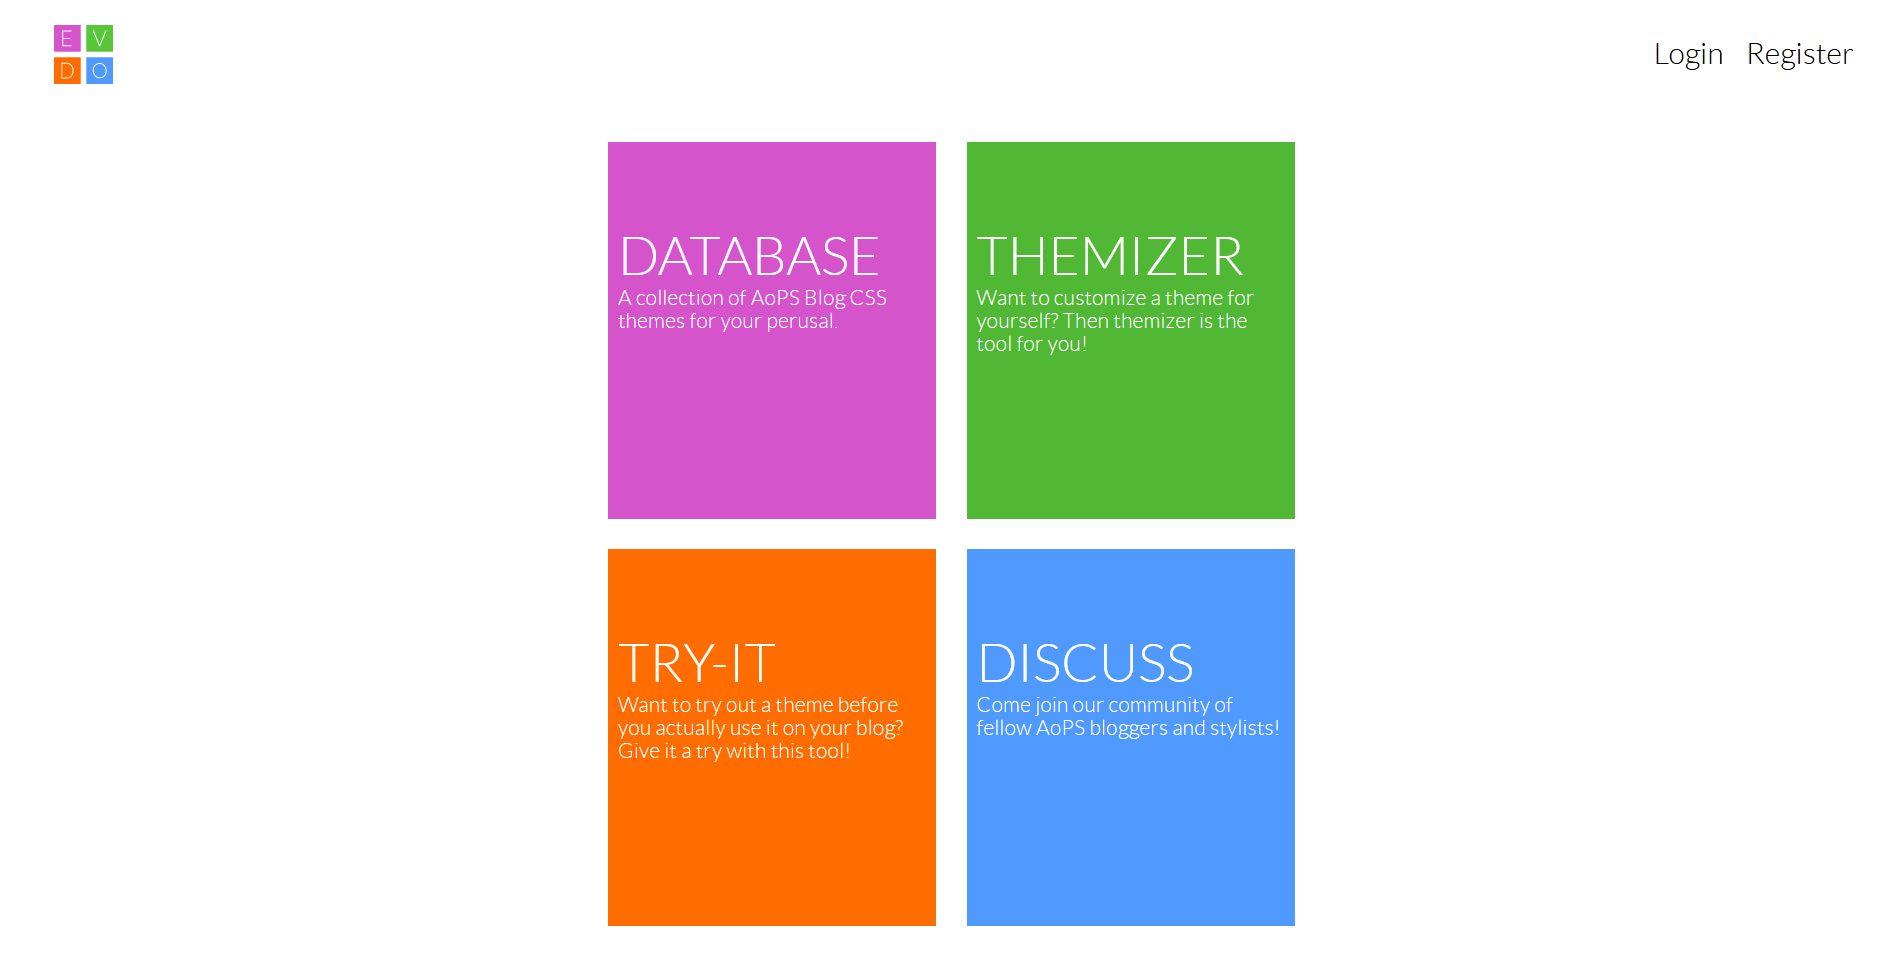 E V
D O
Login Register
DATABASE
A collection of AoPS Blog CSS
themes for your perusal.
THEMIZER
Want to customize a theme for
yourself? Then themizer is the
tool for you!
TRY-IT
Want to try out a theme before
you actually use it on your blog?
Give it a try with this tool!
DISCUSS
Come join our community of
fellow AoPS bloggers and stylists!